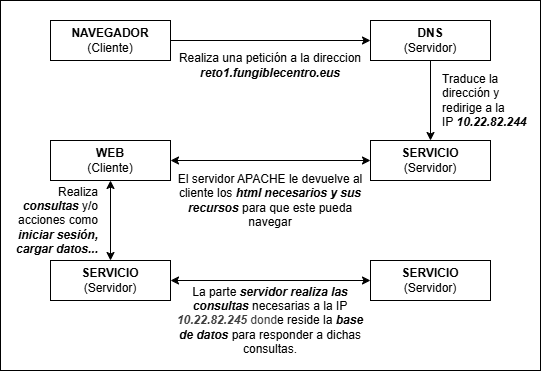 NAVEGADOR
(Cliente)
DNS
(Servidor)
Realiza una petición a la direccion
reto1.fungiblecentro.eus
Traduce la
dirección y
redirige a la
IP 10.22.82.244
WEB
(Cliente)
SERVICIO
(Servidor)
El servidor APACHE le devuelve al
cliente los html necesarios y sus
recursos para que este pueda
navegar
Realiza
consultas y/o
acciones como
iniciar sesión,
cargar datos...
SERVICIO
(Servidor)
SERVICIO
(Servidor)
La parte servidor realiza las
consultas necesarias a la IP
10.22.82.245 donde reside la base
de datos para responder a dichas
consultas.